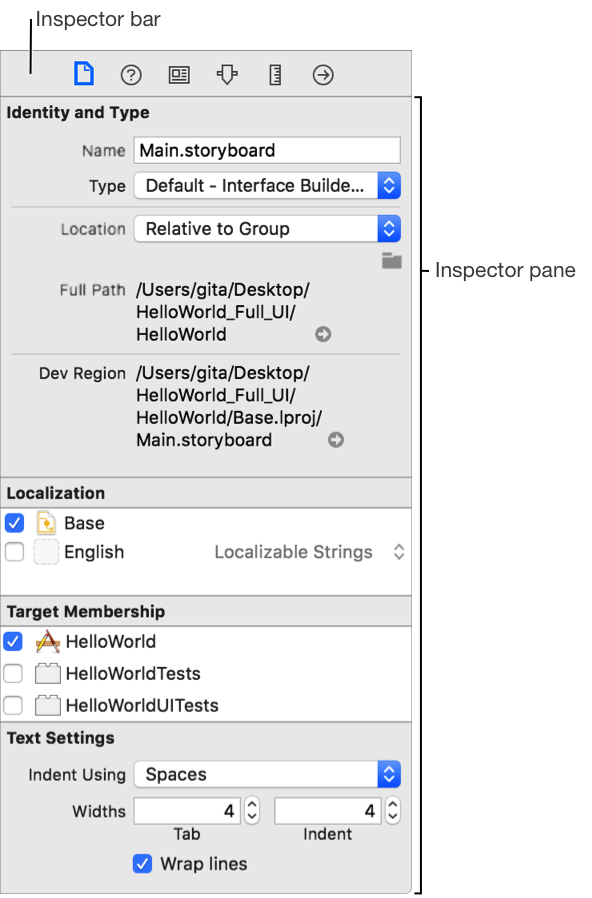 Inspector bar
Identity and Type
Name Main.storyboard
Type Default - Interface Builde...
Location Relative to Group
Inspector pane
Full Path /Users/gita/Desktop/
HelloWorld_Full_UI/
HelloWorld
Dev Region /Users/gita/Desktop/
HelloWorld_Full_UI/
HelloWorld/Base.lproj/
Main.storyboard
Localization
Base
English Localizable Strings
Target Membership
HelloWorld
HelloWorldTests
HelloWorldUITests
Text Settings
Indent Using Spaces
Widths 4 4
Tab Indent
Wrap lines